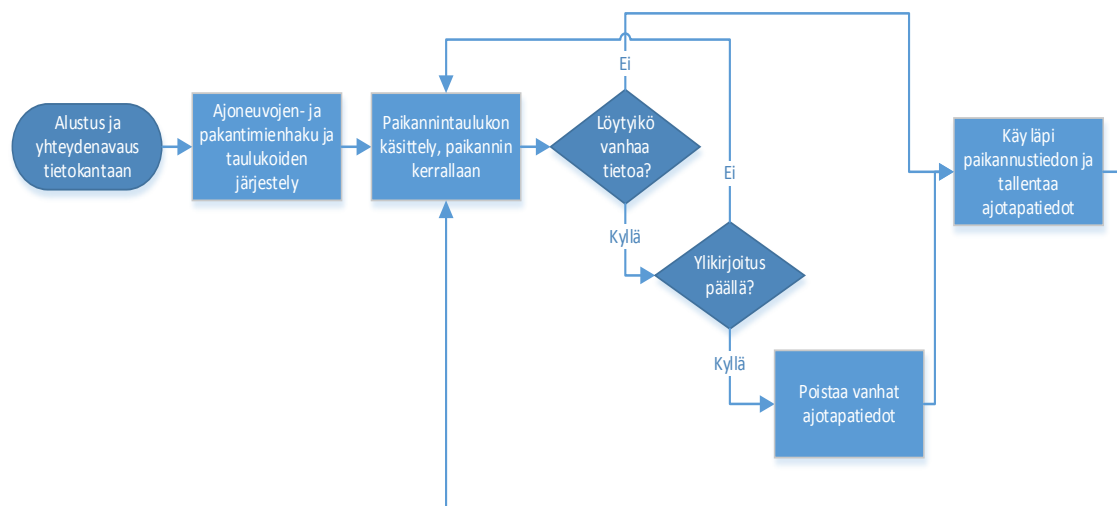 Alustus ja
yhteydenavaus
tietokantaan
Ajoneuvojen- ja
pakantimienhaku ja
taulukoiden
järjestely
Paikannintaulukon
käsittely, paikannin
kerrallaan
Löytyikö
vanhaa
tietoa?
Ei
Kyllä
Ylikirjoitus
päällä?
Ei
Kyllä
Poistaa vanhat
ajotapatiedot
Käy läpi
paikannustiedon ja
tallentaa
ajotapatiedot